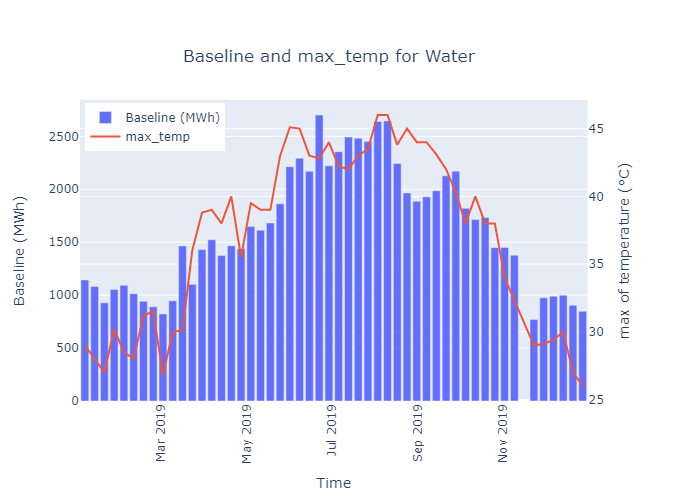 Baseline and max_temp for Water
Baseline (MWh)
max_temp
2500
2000
1500
1000
500
0
45
40
35
30
25
Baseline (MWh)
max of temperature (°C)
Mar 2019
May 2019
Jul 2019
Sep 2019
Nov 2019
Time